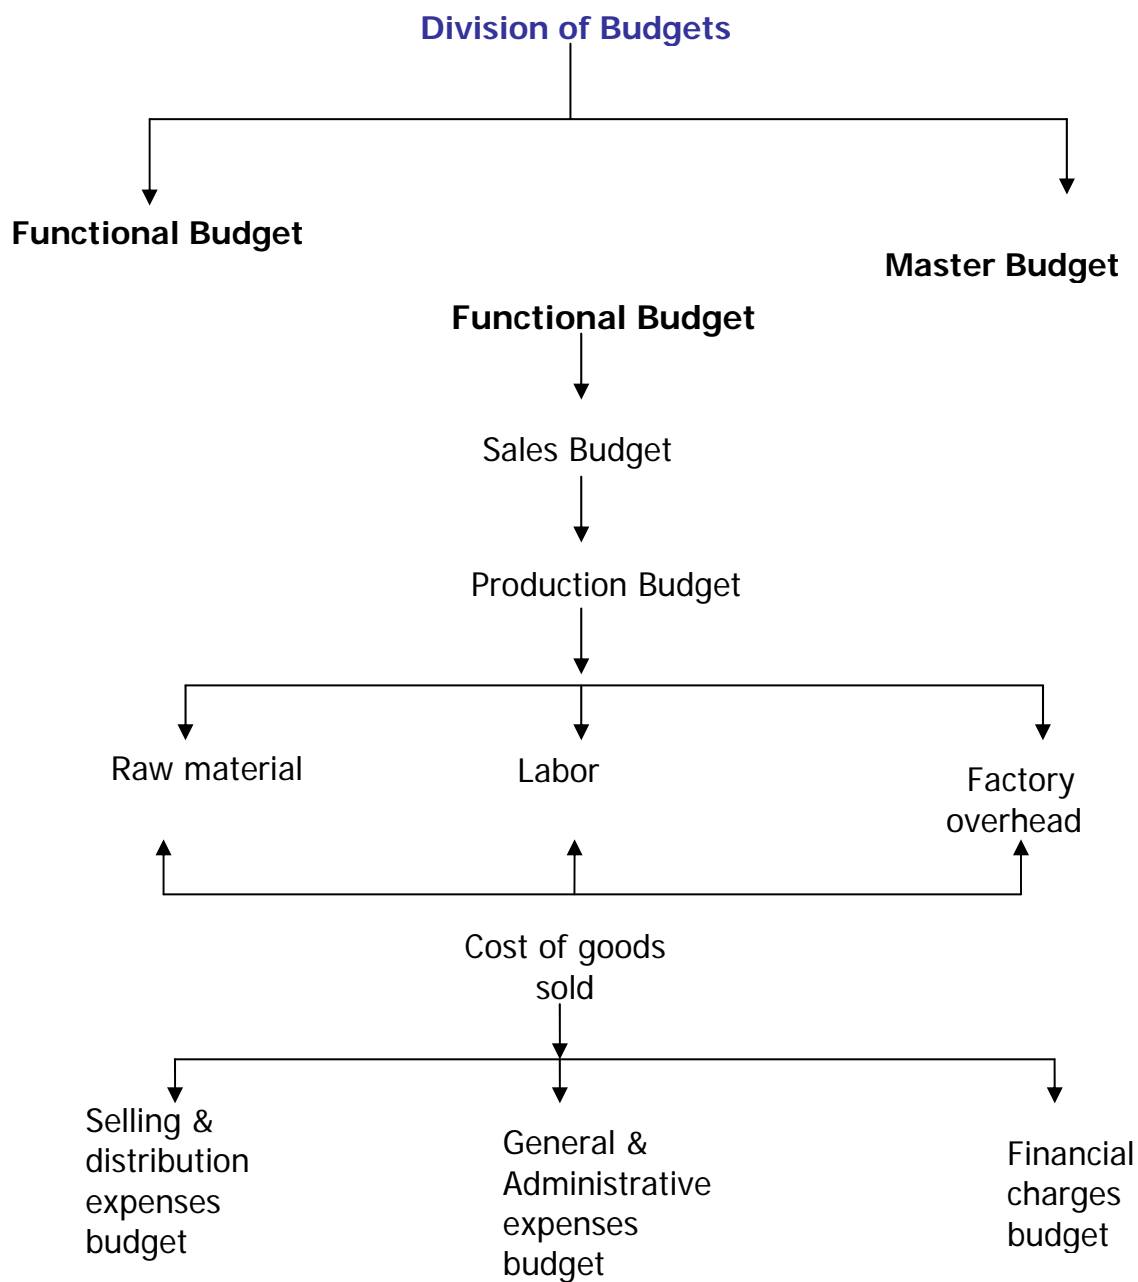 Division of Budgets
Functional Budget
Master Budget
Functional Budget
Sales Budget
Production Budget
Raw material
Labor
Factory
overhead
Cost of goods
sold
Selling &
distribution
expenses
budget
General &
Administrative
expenses
budget
Financial
charges
budget